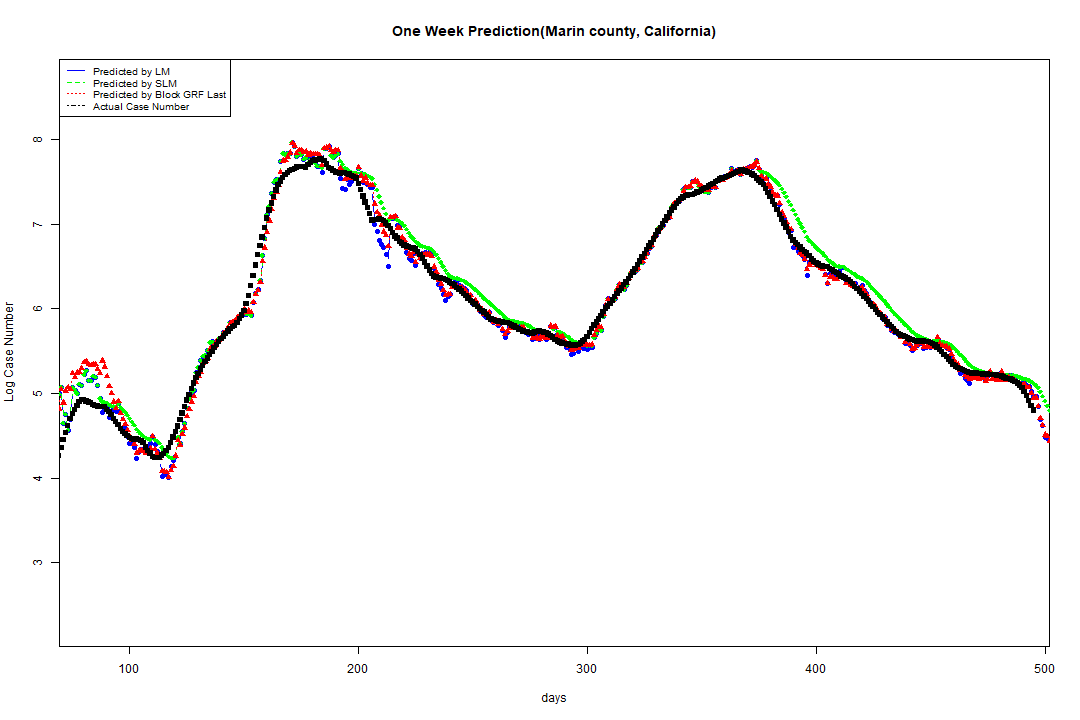 One Week Prediction(Marin county, California)
Predicted by LM
Predicted by SLM
Predicted by Block GRF Last
Actual Case Number
Log Case Number
8
7
6
5
4
3
100 200 300 400 500
days